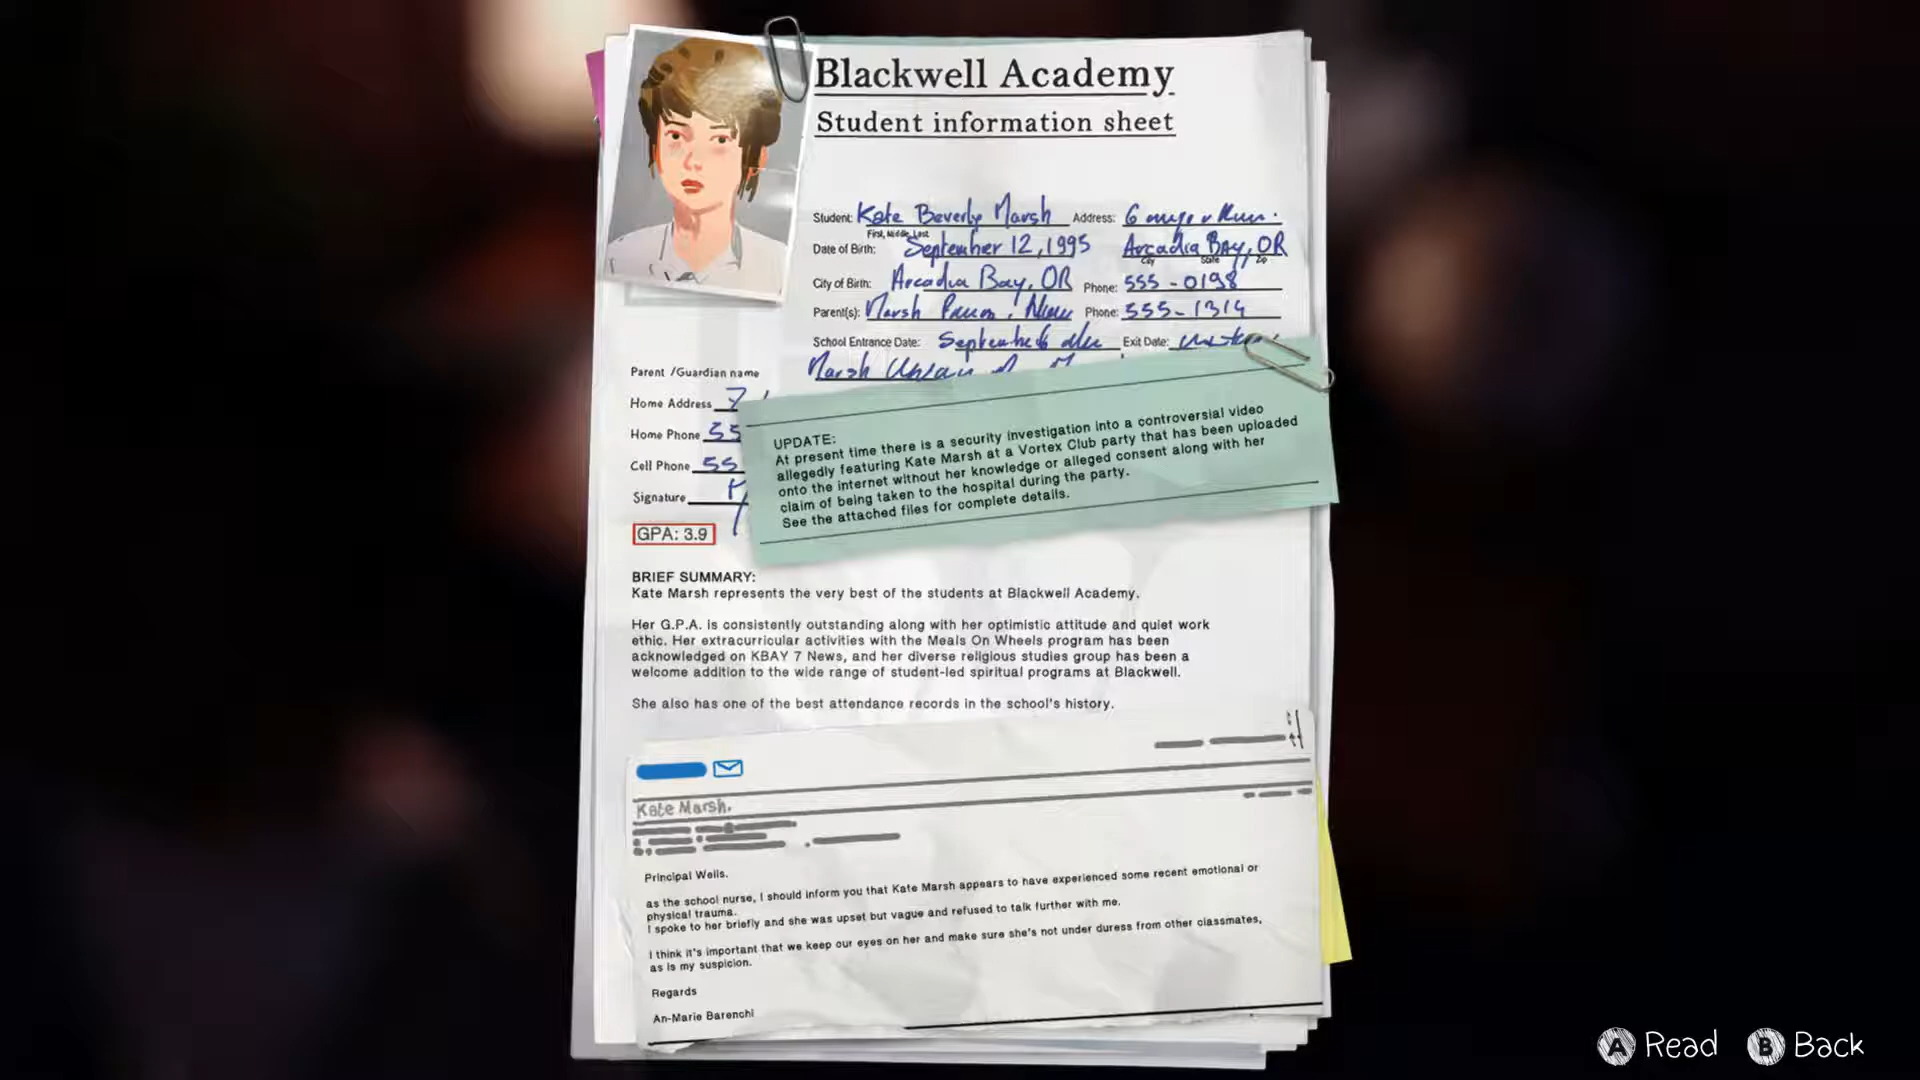 Blackwell Academy
Student information sheet
Student: Kate Beverly Marsh Address:
First, Middle, Last
Date of Birth: September 12, 1995 Arcadia Bay, OR
City State Zip
City of Birth: Arcadia Bay, OR Phone: 555-0198
Parent(s): Marsh Phone: 555-1314
School Entrance Date: Exit Date:
Parent /Guardian name Marsh
Home Address 7
Home Phone 55
Cell Phone 55
Signature
UPDATE:
At present time there is a security investigation into a controversial video
allegedly featuring Kate Marsh at a Vortex Club party that has been uploaded
onto the internet without her knowledge or alleged consent along with her
claim of being taken to the hospital during the party.
See the attached files for complete details.
GPA: 3.9
BRIEF SUMMARY:
Kate Marsh represents the very best of the students at Blackwell Academy.
Her G.P.A. is consistently outstanding along with her optimistic attitude and quiet work
ethic. Her extracurricular activities with the Meals On Wheels program has been
acknowledged on KBAY 7 News, and her diverse religious studies group has been a
welcome addition to the wide range of student-led spiritual programs at Blackwell.
She also has one of the best attendance records in the school's history.
Kate Marsh.
Principal Wells.
as the school nurse, I should inform you that Kate Marsh appears to have experienced some recent emotional or
physical trauma.
I spoke to her briefly and she was upset but vague and refused to talk further with me.
I think it's important that we keep our eyes on her and make sure she's not under duress from other classmates,
as is my suspicion.
Regards
An-Marie Barenchi
A Read B Back